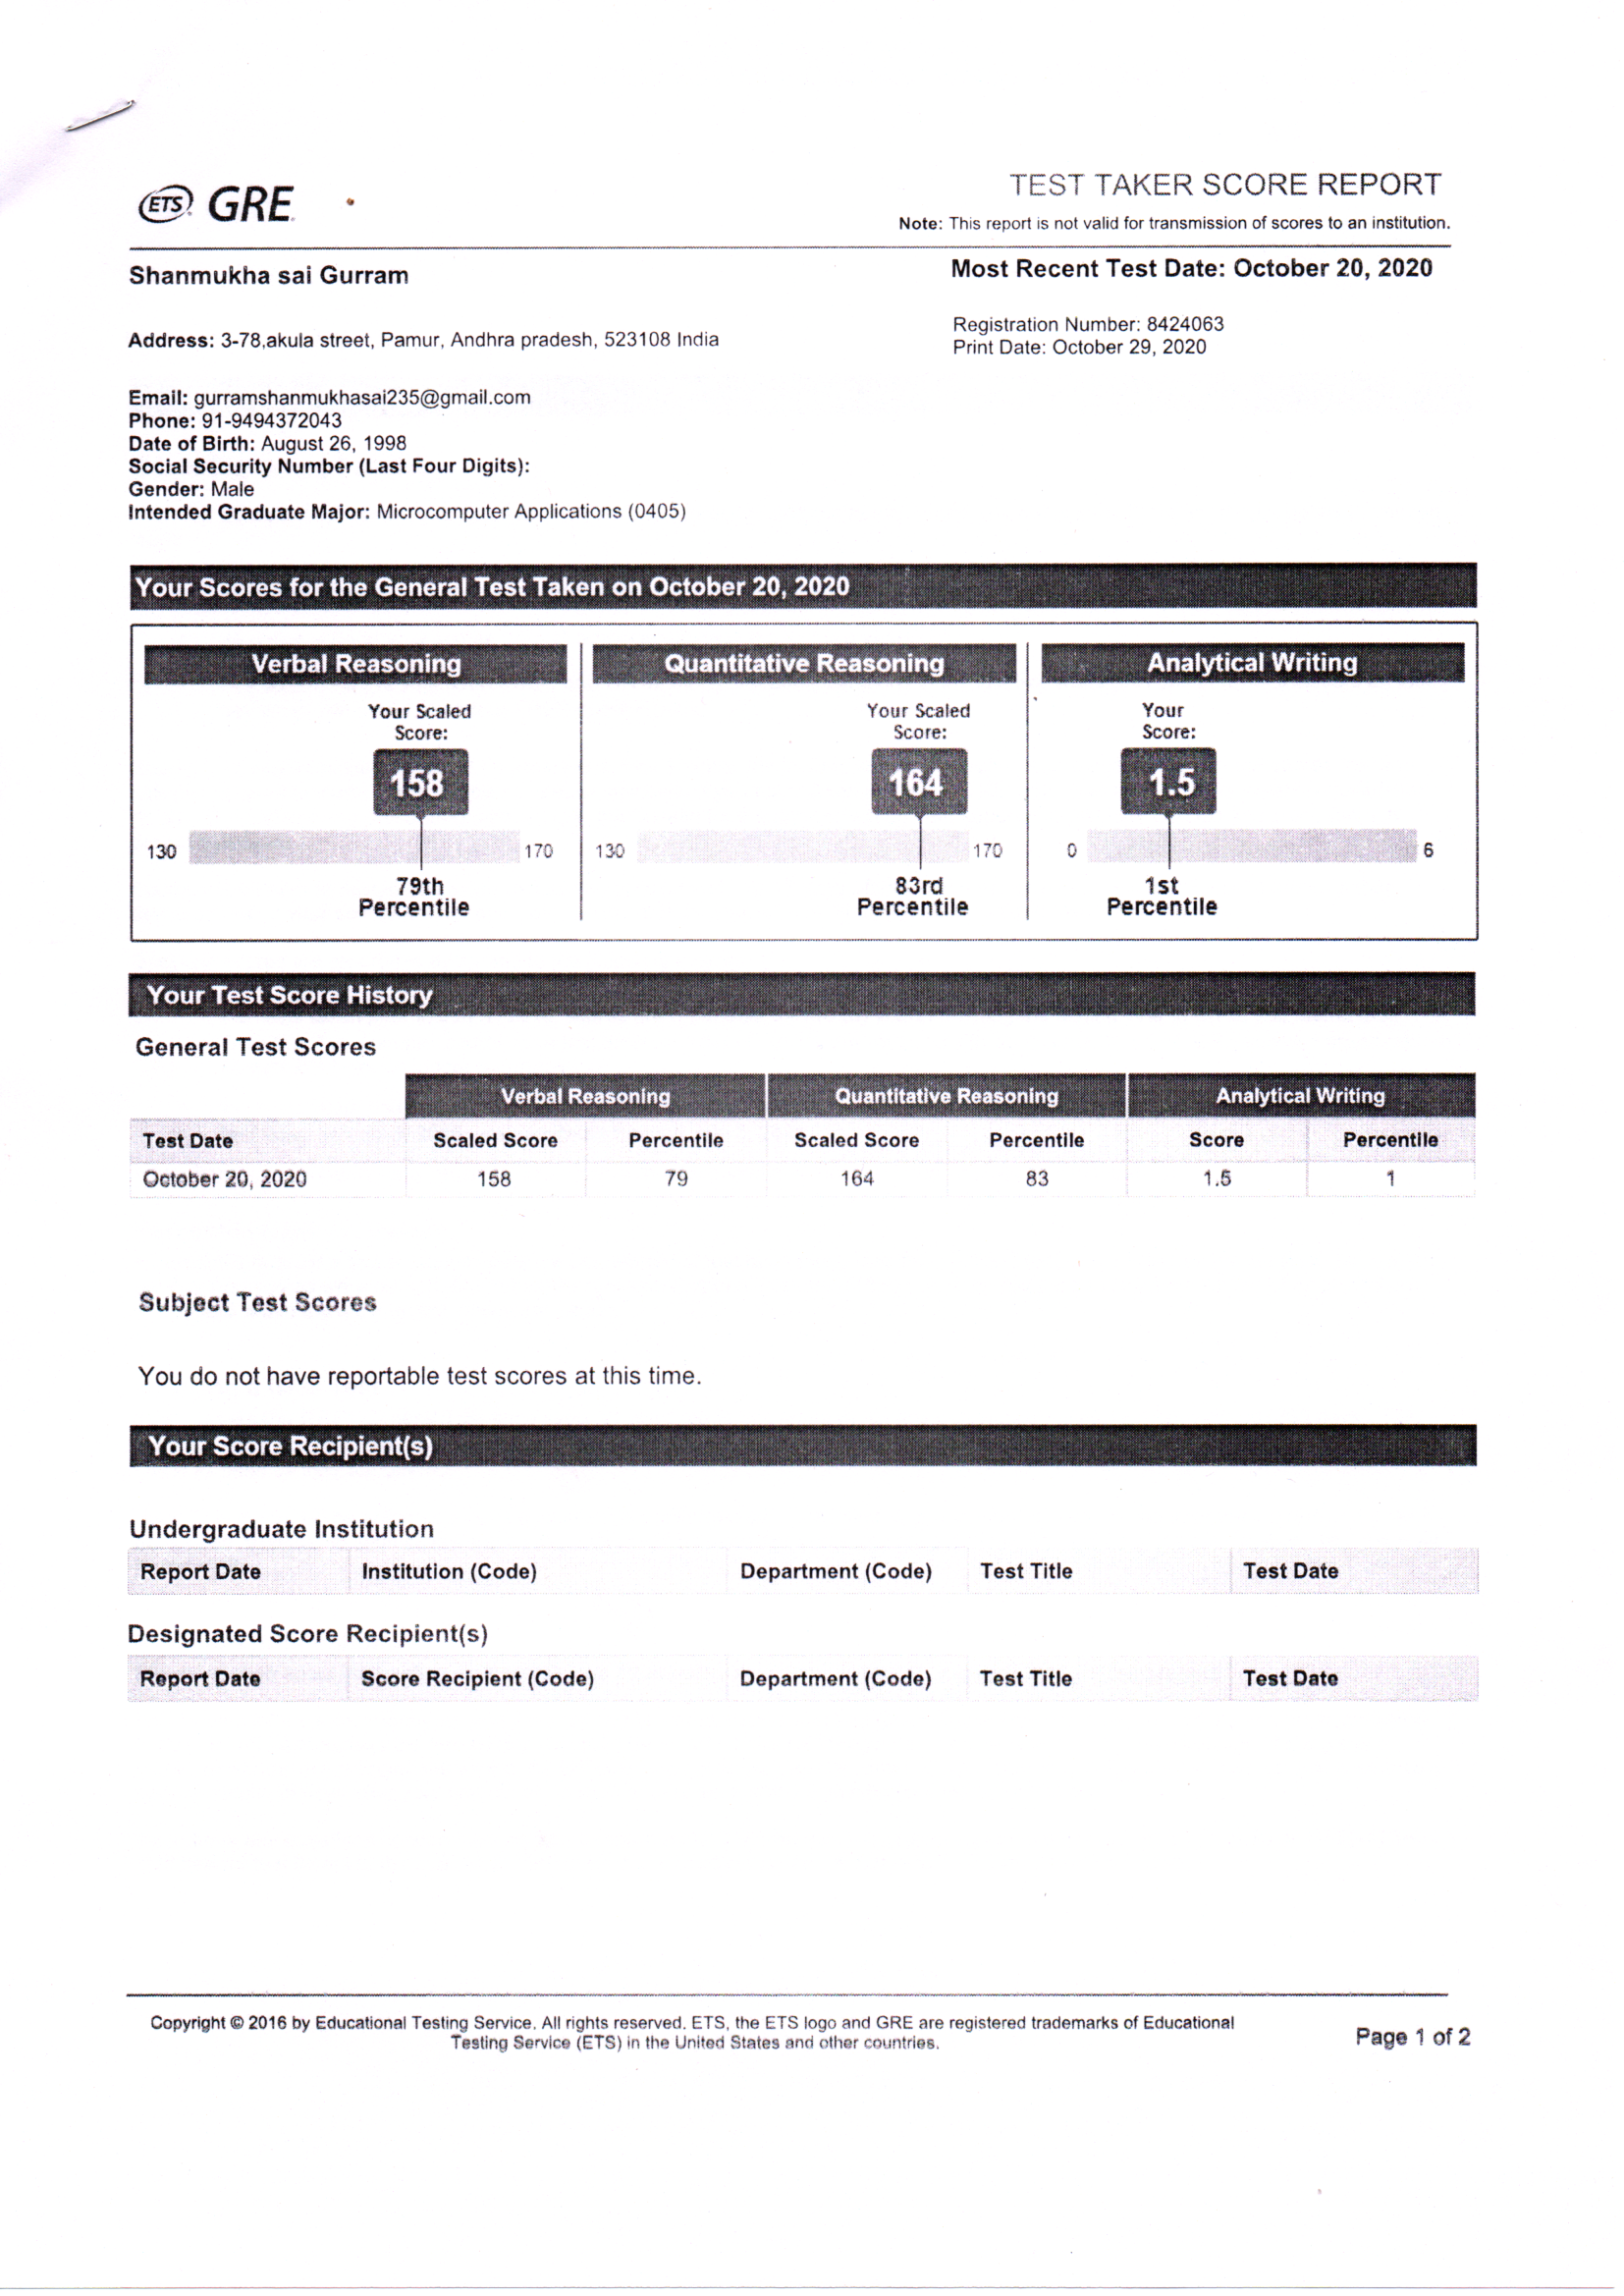 ETS GRE
TEST TAKER SCORE REPORT
Note: This report is not valid for transmission of scores to an institution.
Shanmukha sai Gurram
Most Recent Test Date: October 20, 2020
Address: 3-78,akula street, Pamur, Andhra pradesh, 523108 India
Registration Number: 8424063
Print Date: October 29, 2020
Email: gurramshanmukhasai235@gmail.com
Phone: 91-9494372043
Date of Birth: August 26, 1998
Social Security Number (Last Four Digits):
Gender: Male
Intended Graduate Major: Microcomputer Applications (0405)
Your Scores for the General Test Taken on October 20, 2020
Verbal Reasoning
Your Scaled
Score:
158
130 170
79th
Percentile
Quantitative Reasoning
Your Scaled
Score:
164
130 170
83rd
Percentile
Analytical Writing
Your
Score:
1.5
0 6
1st
Percentile
Your Test Score History
General Test Scores
Verbal Reasoning Quantitative Reasoning Analytical Writing
Test Date Scaled Score Percentile Scaled Score Percentile Score Percentile
October 20, 2020 158 79 164 83 1.5 1
Subject Test Scores
You do not have reportable test scores at this time.
Your Score Recipient(s)
Undergraduate Institution
Report Date Institution (Code) Department (Code) Test Title Test Date
Designated Score Recipient(s)
Report Date Score Recipient (Code) Department (Code) Test Title Test Date
Copyright © 2016 by Educational Testing Service. All rights reserved. ETS, the ETS logo and GRE are registered trademarks of Educational
Testing Service (ETS) in the United States and other countries.
Page 1 of 2